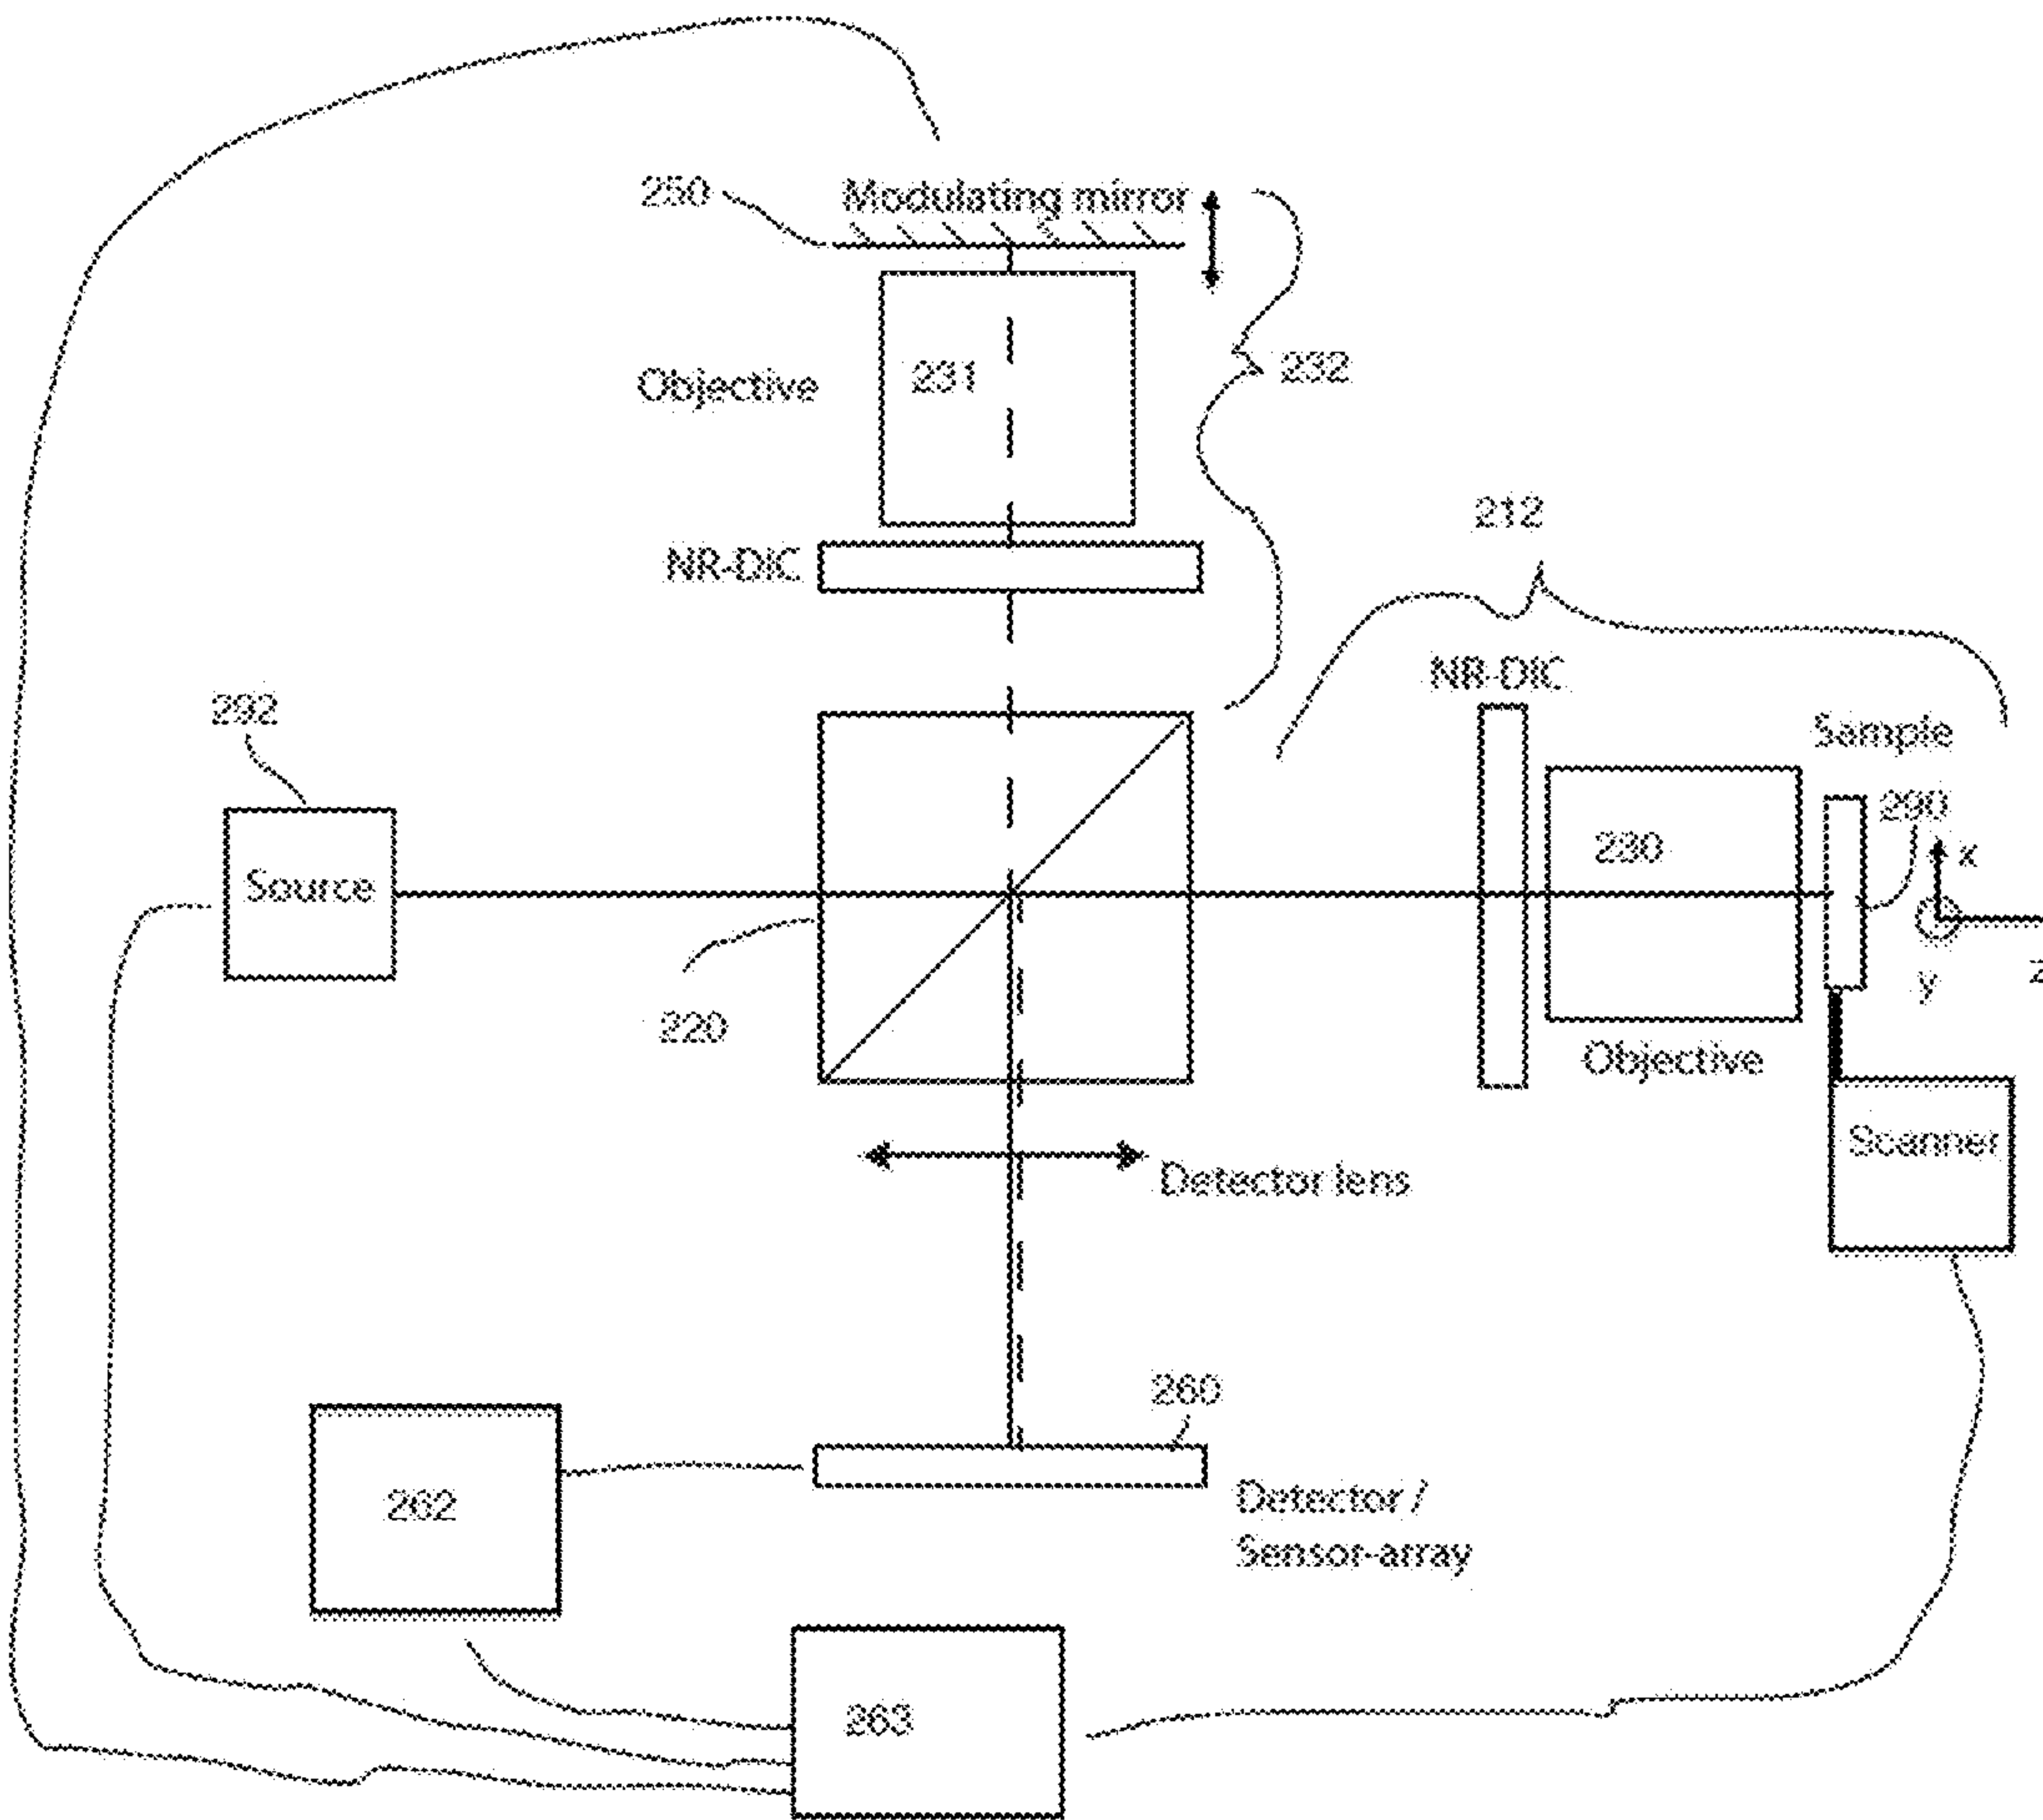 250
Modulating mirror
231
Objective
232
NR-DIC
212
NR-DIC
292
Sample
290
230
x
Source
y
z
220
Objective
Scanner
Detector lens
260
262
Detector /
Sensor-array
263